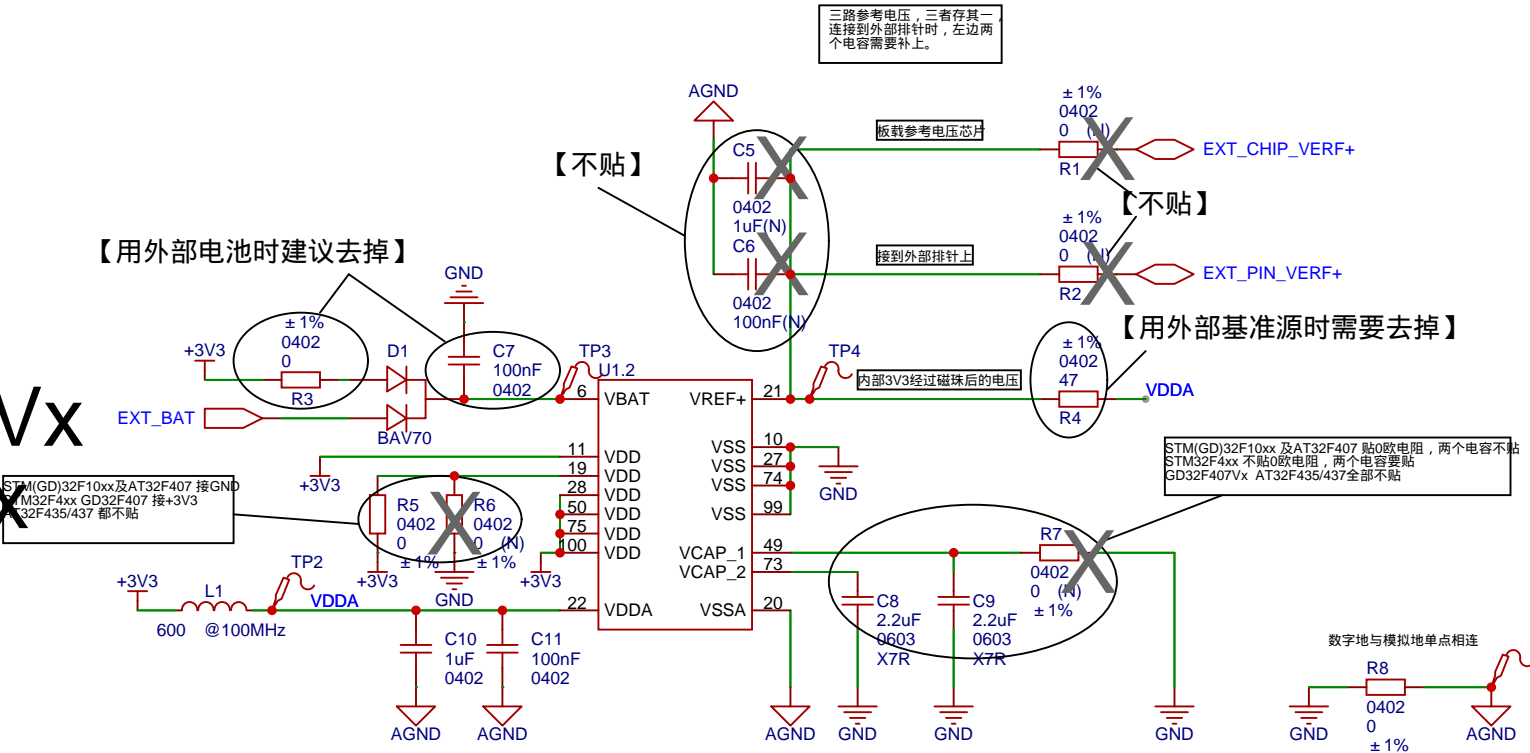 三路参考电压，三者存其一，
连接到外部排针时，左边两
个电容需要补上。
AGND
±1%
0402
0 (N)
板载参考电压芯片
EXT_CHIP_VERF+
R1
【不贴】
C5
0402
1uF(N)
【不贴】
±1%
0402
0 (N)
C6
接到外部排针上
EXT_PIN_VERF+
R2
0402
100nF(N)
【用外部电池时建议去掉】
GND
【用外部基准源时需要去掉】
±1%
0402
0
+3V3
D1
C7
100nF
0402
TP3
U1.2
TP4
±1%
0402
47
内部3V3经过磁珠后的电压
VDDA
R3
6
VBAT
VREF+
21
R4
EXT_BAT
BAV70
Vx
x
11
VDD
VSS
10
19
VDD
VSS
27
28
VDD
VSS
74
50
VDD
VSS
99
75
VDD
100
VDD
VCAP_1
49
VCAP_2
73
22
VDDA
VSSA
20
GND
+3V3
STM(GD)32F10xx及AT32F407 接GND
STM32F4xx GD32F407 接+3V3
AT32F435/437 都不贴
R5
0402
0
±1%
R6
0402
0 (N)
±1%
+3V3
GND
+3V3
STM(GD)32F10xx 及AT32F407 贴0欧电阻，两个电容不贴
STM32F4xx 不贴0欧电阻，两个电容要贴
GD32F407Vx AT32F435/437全部不贴
R7
0402
0 (N)
±1%
+3V3
L1
600 @100MHz
TP2
VDDA
C10
1uF
0402
C11
100nF
0402
C8
2.2uF
0603
X7R
C9
2.2uF
0603
X7R
数字地与模拟地单点相连
R8
0402
0
±1%
AGND
AGND
AGND
GND
GND
GND
GND
AGND